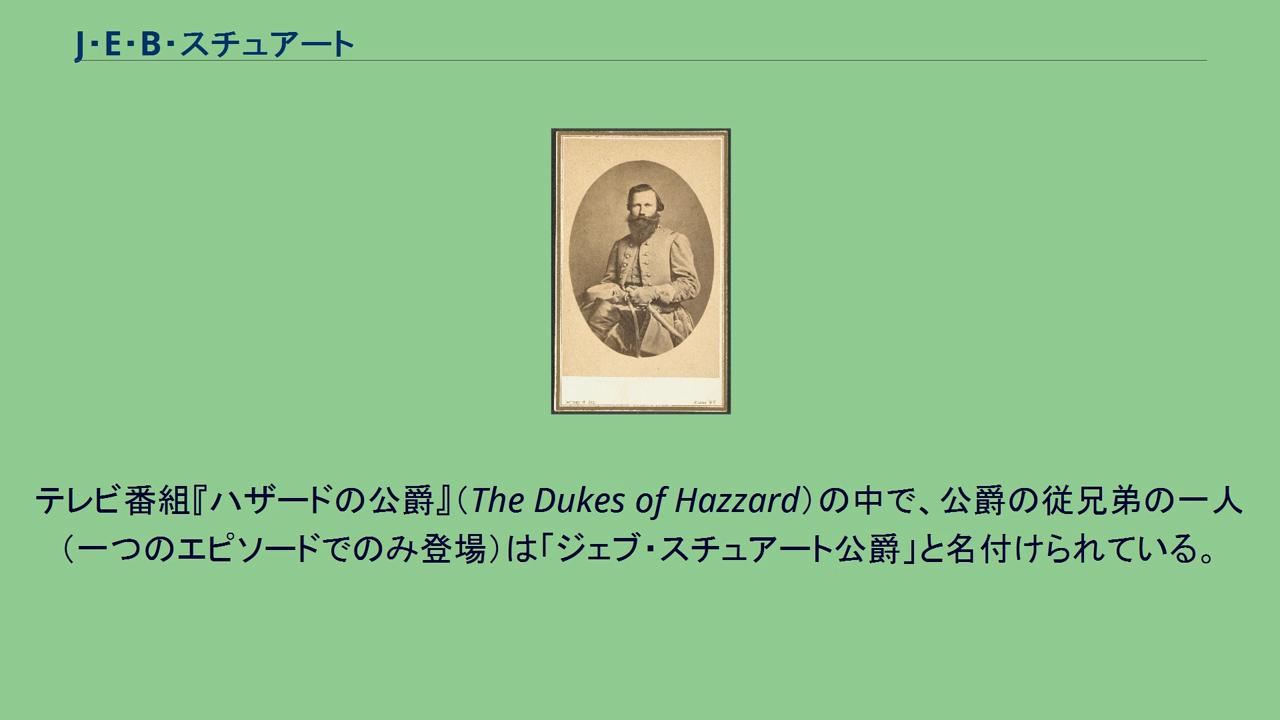 J・E・B・スチュアート
テレビ番組『ハザードの公爵』（The Dukes of Hazzard）の中で、公爵の従兄弟の一人
（一つのエピソードでのみ登場）は「ジェブ・スチュアート公爵」と名付けられている。